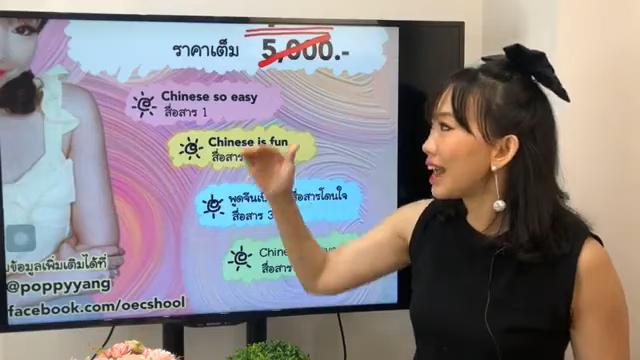 ราคาเต็ม 5,000.-
Chinese so easy
สื่อสาร 1
Chinese is fun
สื่อสาร
พูดจีนเ สื่อสารโดนใจ
สื่อสาร 3
สื่อสาร
ข้อมูลเพิ่มเติมได้ที่
@poppyyang
facebook.com/oecshool